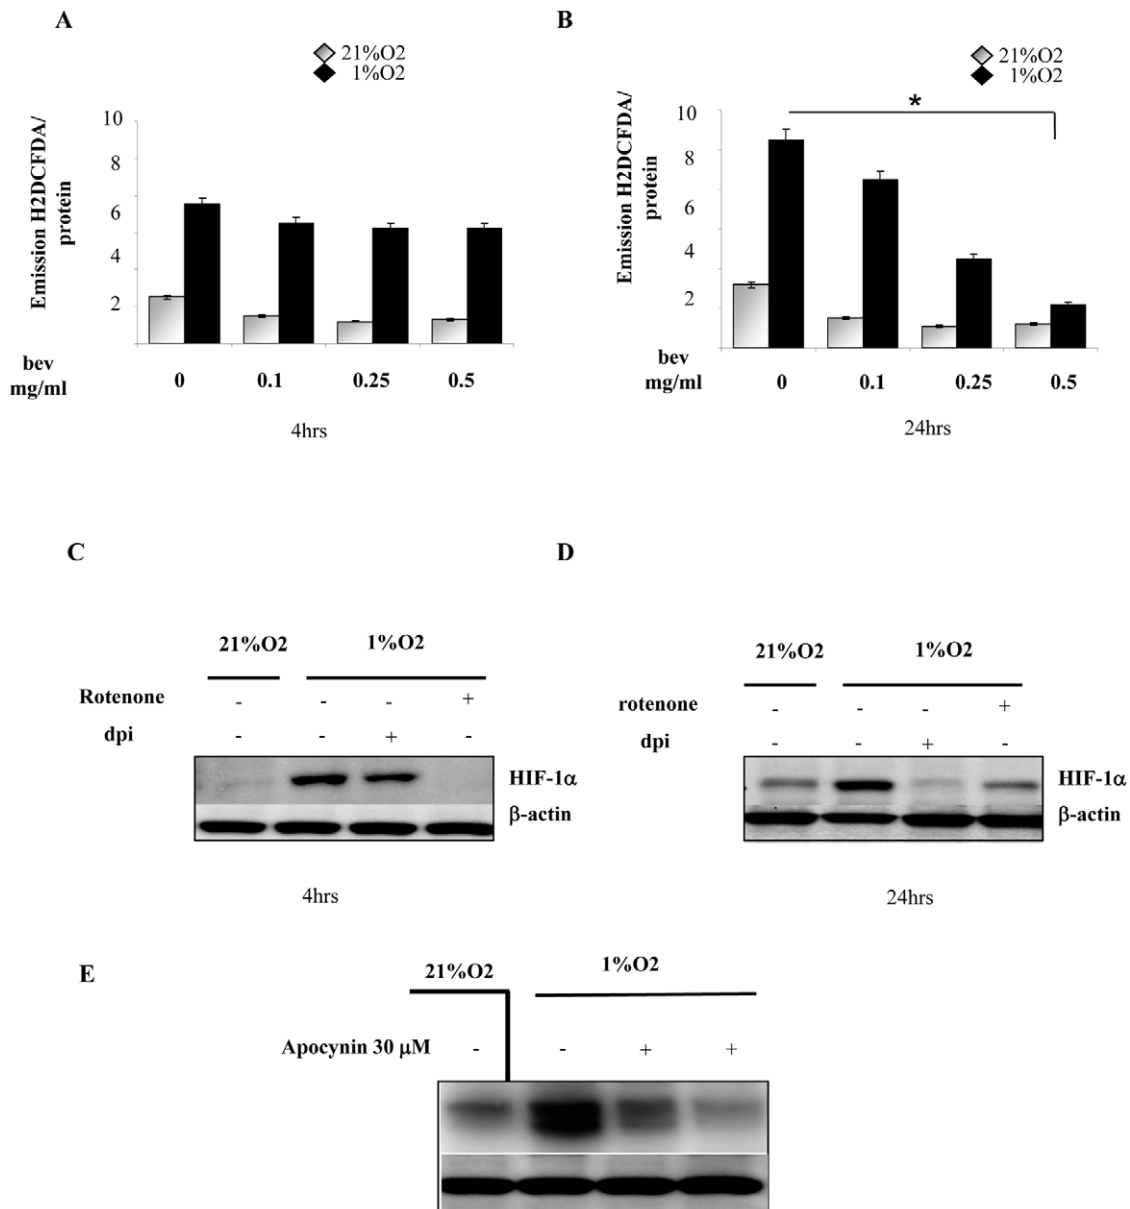 A
21%O2
1%O2
Emission H2DCFDA/
protein
10
8
6
4
2
bev
mg/ml
0 0.1 0.25 0.5
4hrs
B
21%O2
1%O2
*
Emission H2DCFDA/
protein
10
8
6
4
2
bev
mg/ml
0 0.1 0.25 0.5
24hrs
C
21%O2 1%O2
Rotenone - - - +
dpi - - + -
HIF-1α
β-actin
4hrs
D
21%O2 1%O2
rotenone - - - +
dpi - - + -
HIF-1α
β-actin
24hrs
E
21%O2 1%O2
Apocynin 30 μM - - + +